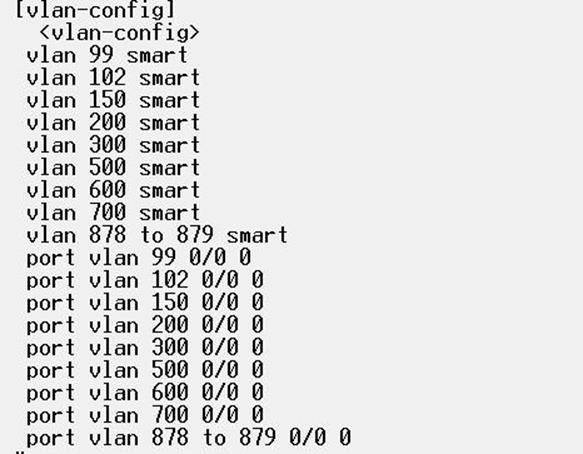 [vlan-config]
<vlan-config>
vlan 99 smart
vlan 102 smart
vlan 150 smart
vlan 200 smart
vlan 300 smart
vlan 500 smart
vlan 600 smart
vlan 700 smart
vlan 878 to 879 smart
port vlan 99 0/0 0
port vlan 102 0/0 0
port vlan 150 0/0 0
port vlan 200 0/0 0
port vlan 300 0/0 0
port vlan 500 0/0 0
port vlan 600 0/0 0
port vlan 700 0/0 0
port vlan 878 to 879 0/0 0